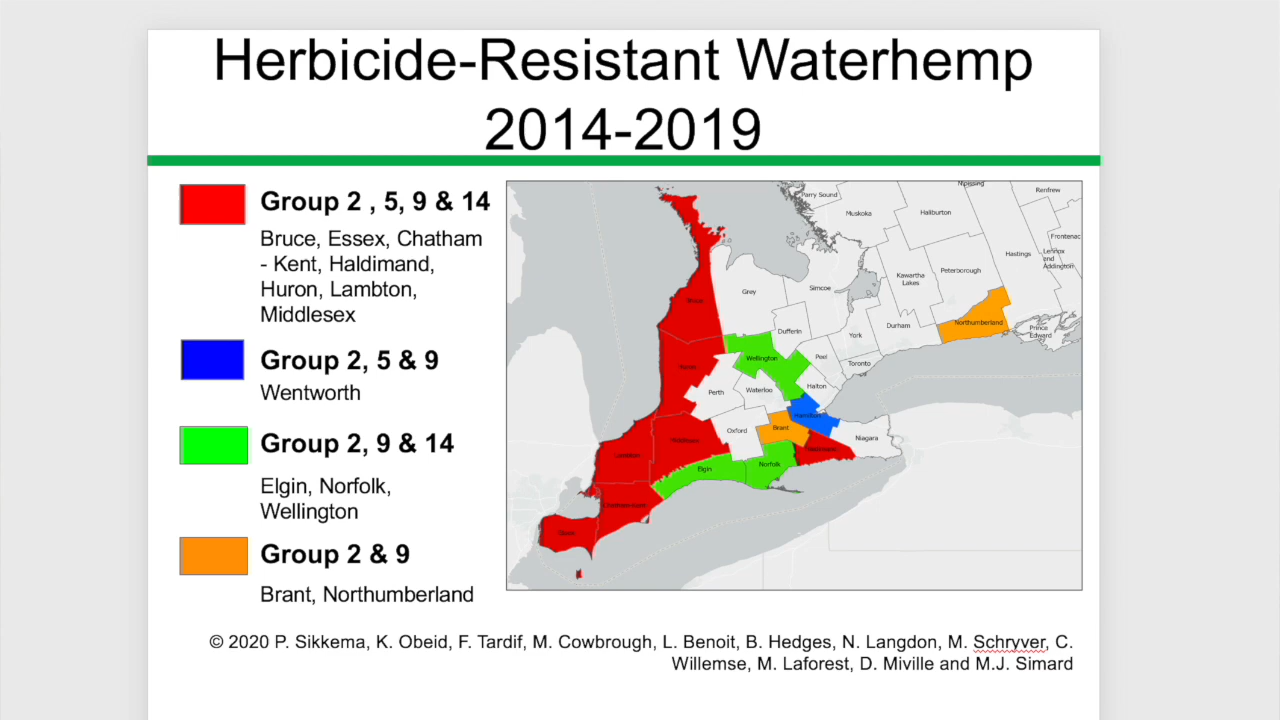 Herbicide-Resistant Waterhemp
2014-2019
Group 2 , 5, 9 & 14
Bruce, Essex, Chatham
- Kent, Haldimand,
Huron, Lambton,
Middlesex
Group 2, 5 & 9
Wentworth
Group 2, 9 & 14
Elgin, Norfolk,
Wellington
Group 2 & 9
Brant, Northumberland
Parry Sound
Nipissing
Renfrew
Muskoka
Haliburton
Frontenac
Hastings
Lennox
and
Addington
Kawartha
Lakes
Peterborough
Grey
Simcoe
Bruce
Northumberland
Prince
Edward
Durham
Dufferin
York
Wellington
Peel
Toronto
Huron
Perth
Waterloo
Halton
Hamilton
Oxford
Brant
Niagara
Middlesex
Haldimand
Lambton
Elgin
Norfolk
Chatham-Kent
Essex
© 2020 P. Sikkema, K. Obeid, F. Tardif, M. Cowbrough, L. Benoit, B. Hedges, N. Langdon, M. Schryver, C.
Willemse, M. Laforest, D. Miville and M.J. Simard